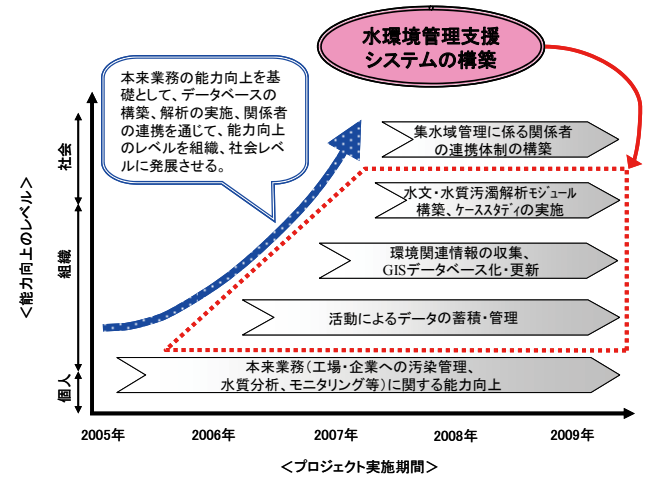 水環境管理支援
システムの構築
本来業務の能力向上を基
礎として、データベースの
構築、解析の実施、関係者
の連携を通じて、能力向上
のレベルを組織、社会レベ
ルに発展させる。
＜能力向上のレベル＞
社会
組織
個人
集水域管理に係る関係者
の連携体制の構築
水文・水質汚濁解析ﾓｼﾞｭｰﾙ
構築、ｹｰｽｽﾀﾃﾞｨの実施
環境関連情報の収集、
GISデータベース化・更新
活動によるデータの蓄積・管理
本来業務（工場・企業への汚染管理、
水質分析、モニタリング等）に関する能力向上
2005年 2006年 2007年 2008年 2009年
＜プロジェクト実施期間＞